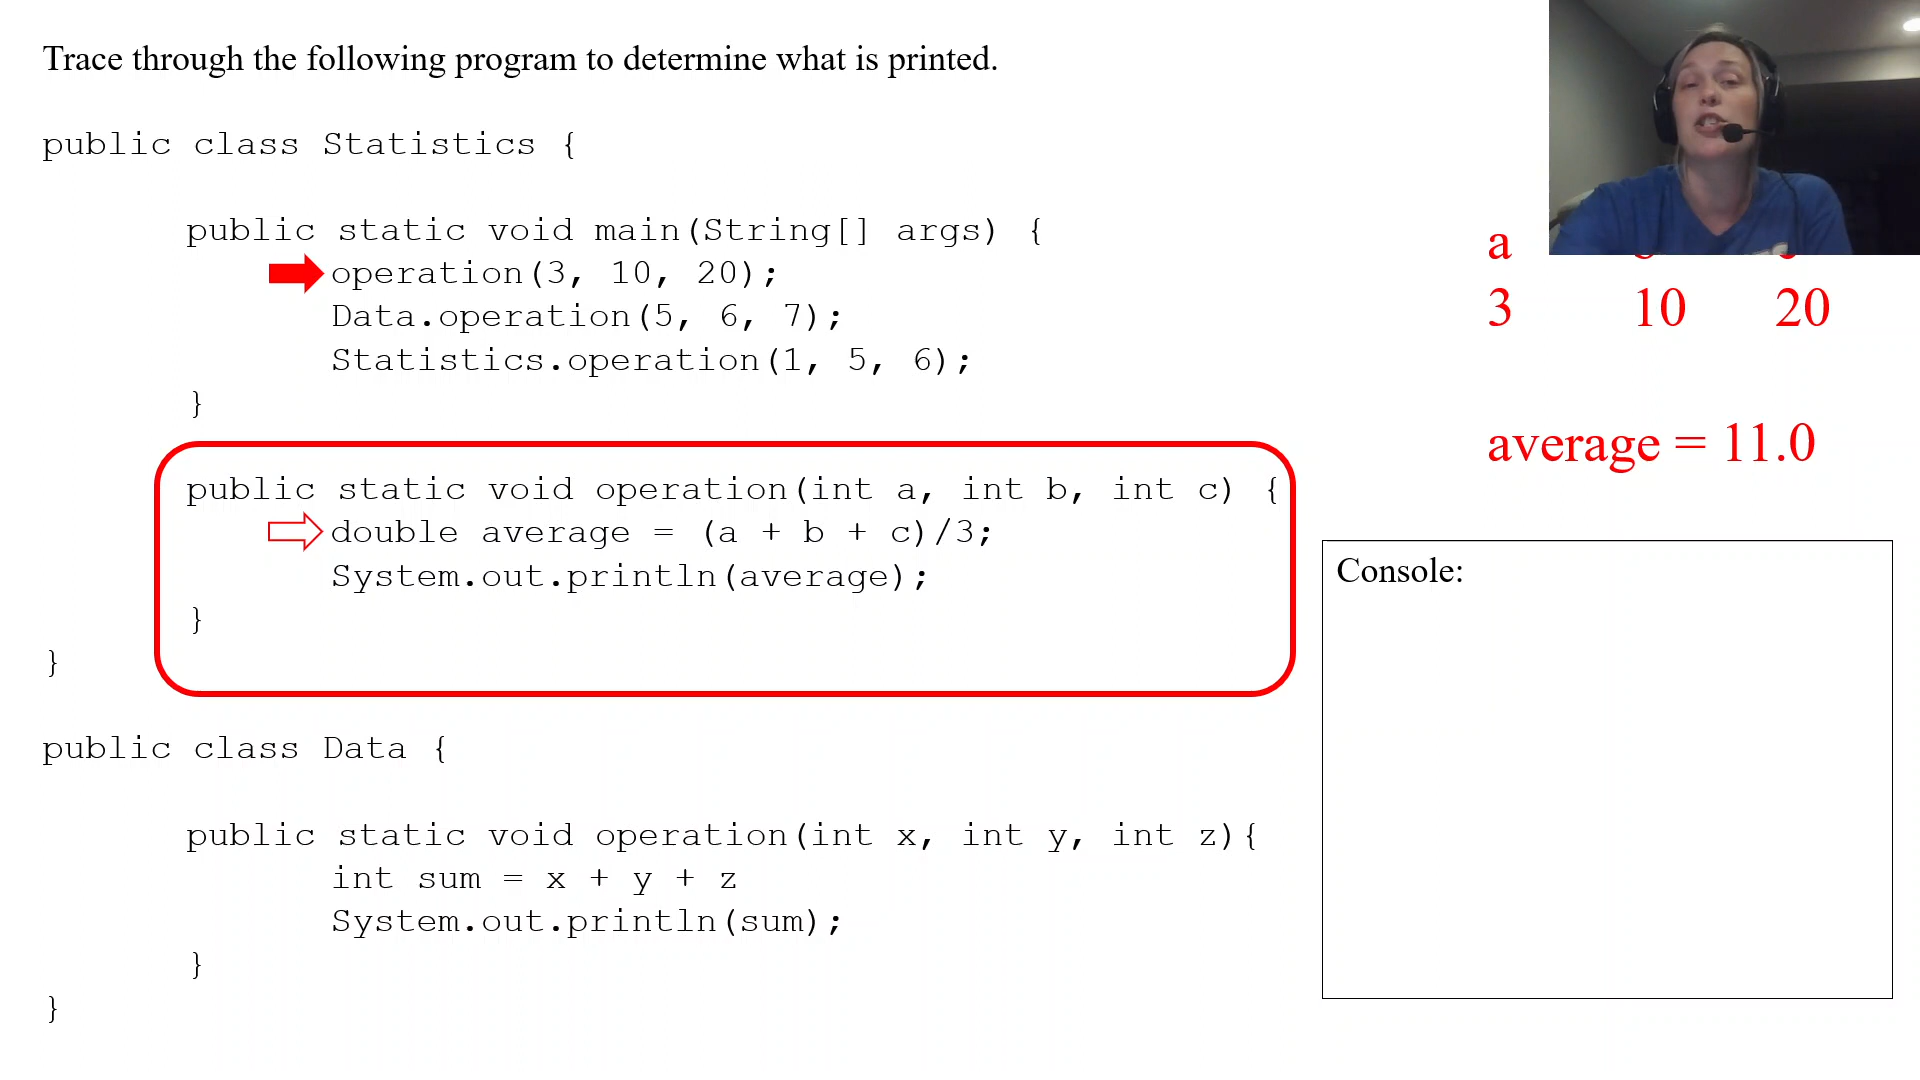 Trace through the following program to determine what is printed.
public class Statistics {
public static void main(String[] args) {
operation(3, 10, 20);
Data.operation(5, 6, 7);
Statistics.operation(1, 5, 6);
}
public static void operation(int a, int b, int c) {
double average = (a + b + c)/3;
System.out.println(average);
}
}
public class Data {
public static void operation(int x, int y, int z){
int sum = x + y + z
System.out.println(sum);
}
}
a
3 10 20
average = 11.0
Console: